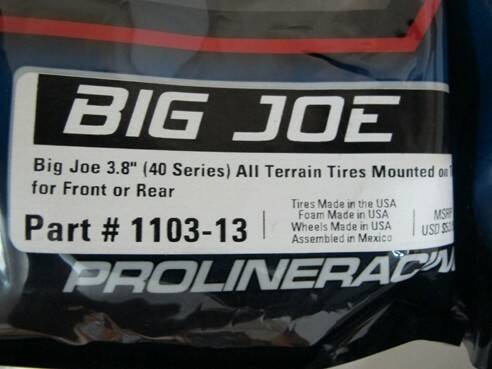 BIG JOE
Big Joe 3.8" (40 Series) All Terrain Tires Mounted on
for Front or Rear
Part # 1103-13
Tires Made in the USA
Foam Made in USA
Wheels Made in USA
Assembled in Mexico
MSRP
USD
PROLINERACING